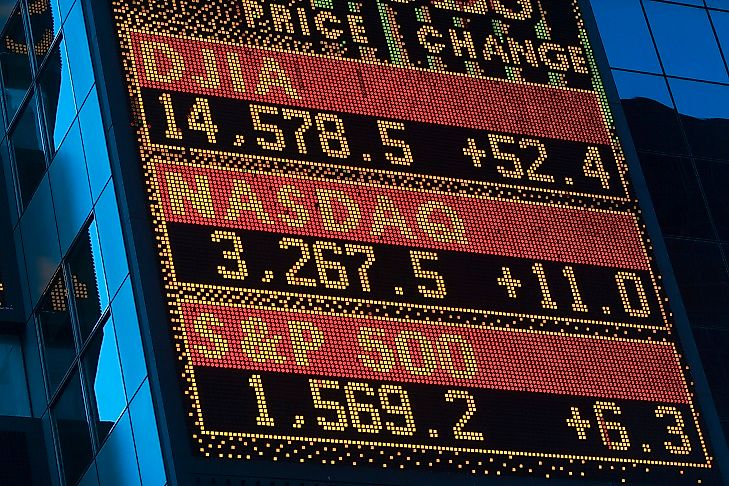 PRICE CHANGE
DJIA
14,578.5 +52.4
NASDAQ
3,267.5 +11.0
S&P 500
1,569.2 +6.3